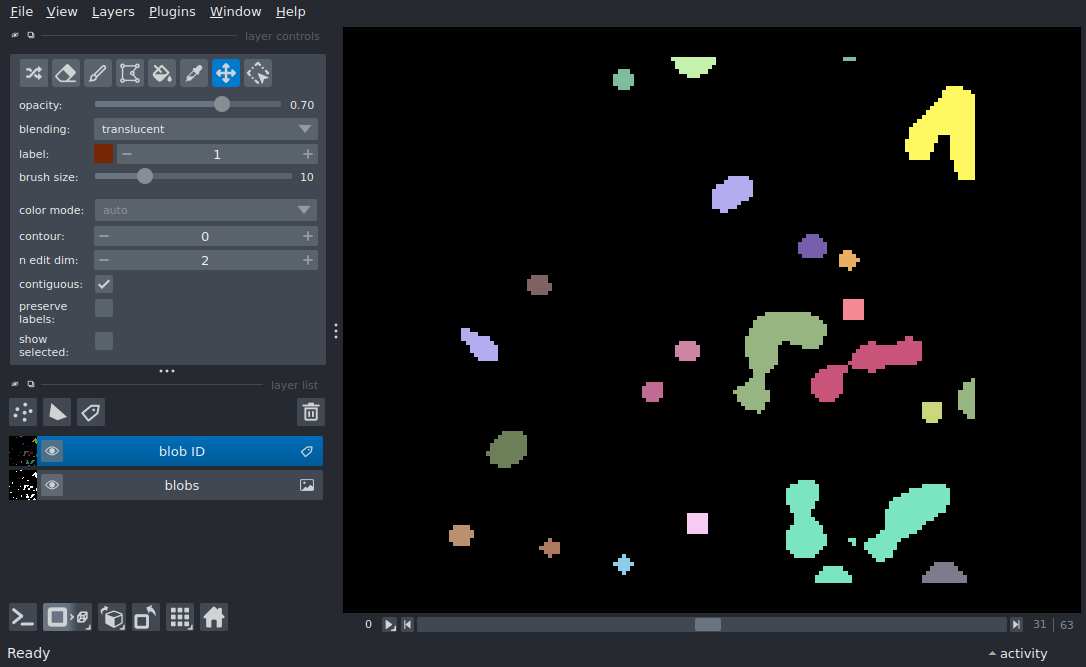 File View Layers Plugins Window Help
layer controls
opacity: 0.70
blending: translucent
label: 1
brush size: 10
color mode: auto
contour: 0
n edit dim: 2
contiguous:
preserve
labels:
show
selected:
layer list
blob ID
blobs
0 31 63
Ready activity